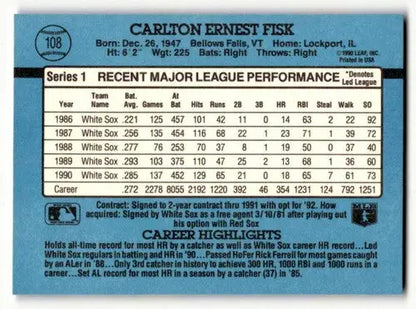 108
CARLTON ERNEST FISK
Born: Dec. 26, 1947 Bellows Falls, VT Home: Lockport, IL
Ht: 6' 2" Wgt: 225 Bats: Right Throws: Right
©1990 LEAF, INC.
Printed in USA
Series 1 RECENT MAJOR LEAGUE PERFORMANCE *Denotes Led League
Year Team Name Bat. Avg. Games At Bat Hits Runs 2B 3B HR RBI Steal Walk SO
1986 White Sox .221 125 457 101 42 11 0 14 63 2 22 92
1987 White Sox .256 135 454 116 68 22 1 23 71 1 39 72
1988 White Sox .277 76 253 70 37 8 1 19 50 0 37 40
1989 White Sox .293 103 375 110 47 25 2 13 68 1 36 60
1990 White Sox .285 137 452 129 65 21 0 18 65 7 61 73
Career .272 2278 8055 2192 1220 392 46 354 1231 124 792 1251
Contract: Signed to 2-year contract thru 1991 with opt for '92. How
acquired: Signed by White Sox as a free agent 3/10/81 after playing out
his option with Red Sox
CAREER HIGHLIGHTS
Holds all-time record for most HR by a catcher as well as White Sox career HR record...Led
White Sox regulars in batting and HR in '90...Passed HoFer Rick Ferrell for most games caught
by an ALer in '88...Only 3rd catcher in history to achieve 300 HR, 1000 RBI and 1000 runs in a
career...Set AL record for most HR in a season by a catcher (37) in '85.